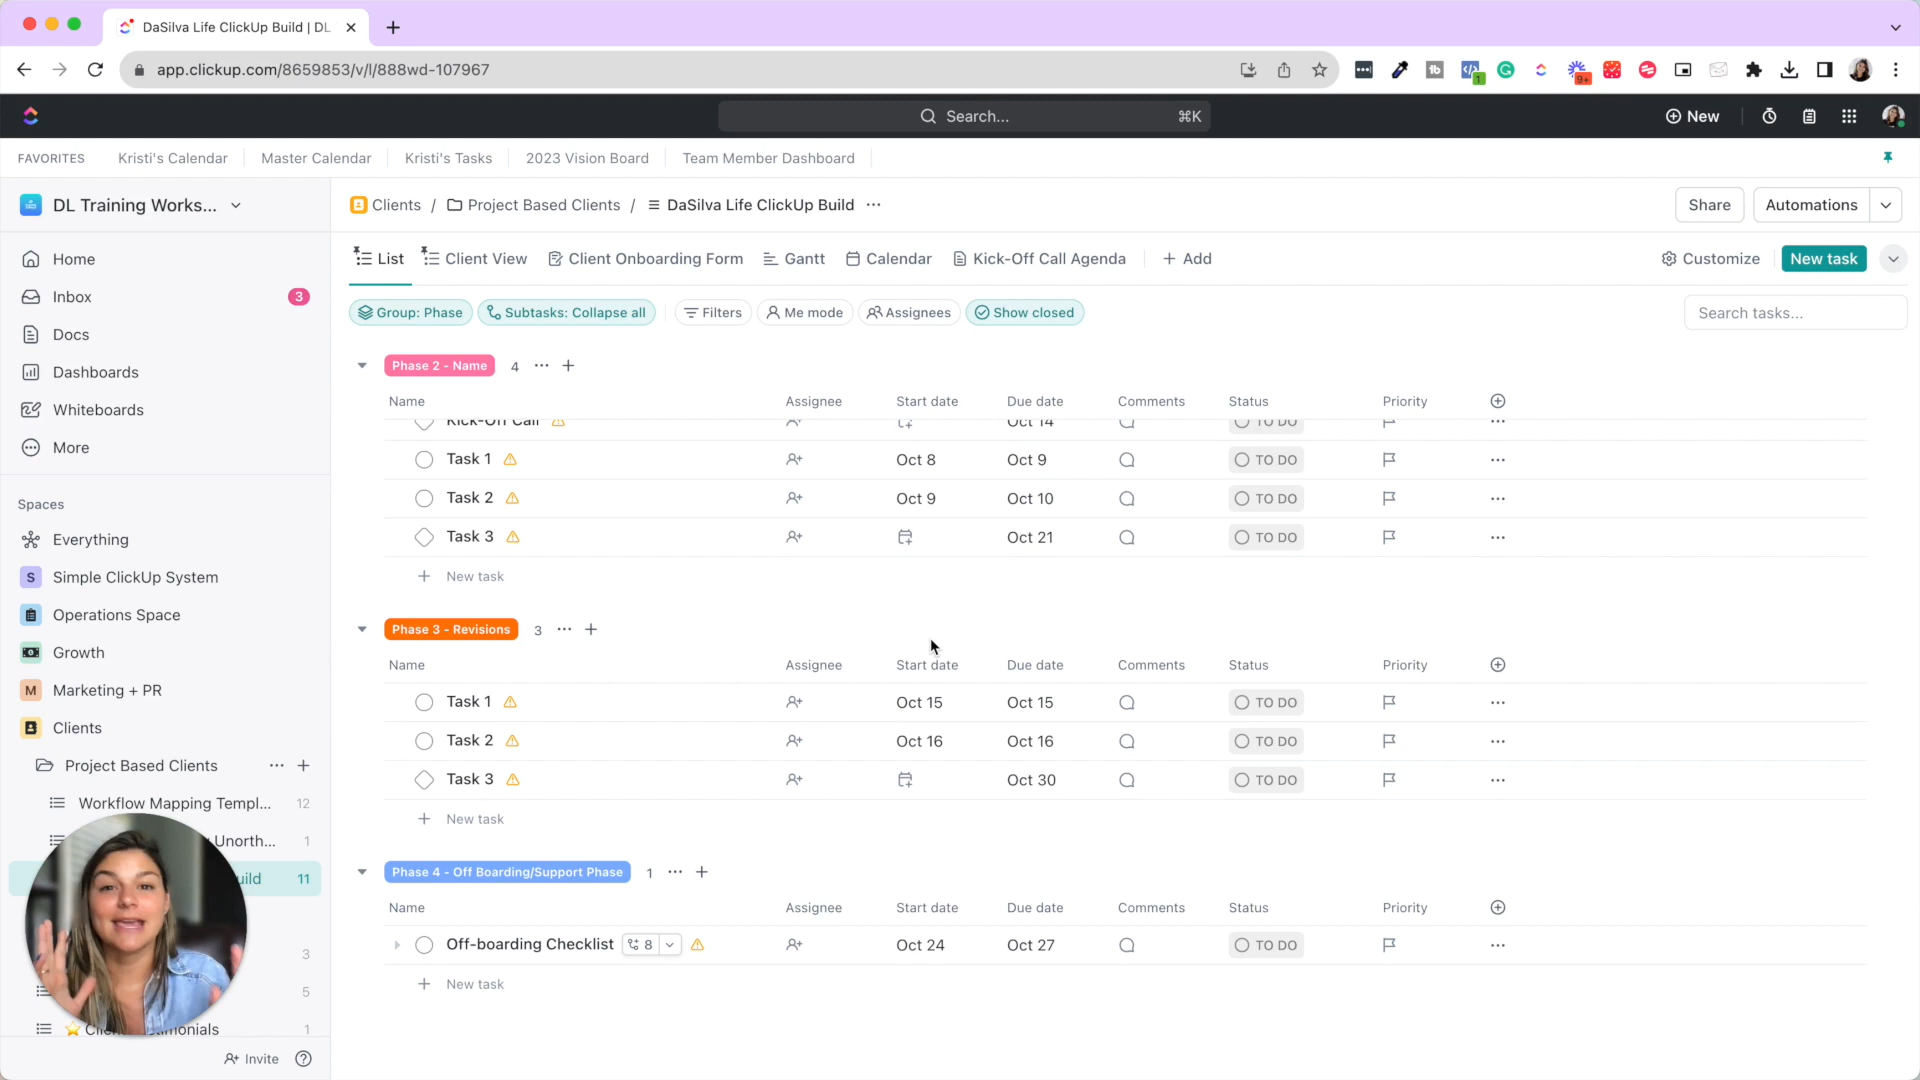 DaSilva Life ClickUp Build | DL
app.clickup.com/8659853/v/l/888wd-107967
1
9+
Search...
⌘K
New
FAVORITES
Kristi's Calendar
Master Calendar
Kristi's Tasks
2023 Vision Board
Team Member Dashboard
DL Training Works...
Clients / Project Based Clients / DaSilva Life ClickUp Build ...
Share
Automations
Home
Inbox 3
Docs
Dashboards
Whiteboards
More
Spaces
Everything
S Simple ClickUp System
Operations Space
Growth
M Marketing + PR
Clients
Project Based Clients
Workflow Mapping Templ... 12
Unorth... 1
uild 11
3
5
monials 1
Invite
List
Client View
Client Onboarding Form
Gantt
Calendar
Kick-Off Call Agenda
+ Add
Customize
New task
Group: Phase
Subtasks: Collapse all
Filters
Me mode
Assignees
Show closed
Search tasks...
Phase 2 - Name 4
Name Assignee Start date Due date Comments Status Priority
Kick-Off Call Oct 14 TO DO
Task 1 Oct 8 Oct 9 TO DO
Task 2 Oct 9 Oct 10 TO DO
Task 3 Oct 21 TO DO
+ New task
Phase 3 - Revisions 3
Name Assignee Start date Due date Comments Status Priority
Task 1 Oct 15 Oct 15 TO DO
Task 2 Oct 16 Oct 16 TO DO
Task 3 Oct 30 TO DO
+ New task
Phase 4 - Off Boarding/Support Phase 1
Name Assignee Start date Due date Comments Status Priority
Off-boarding Checklist 8 Oct 24 Oct 27 TO DO
+ New task